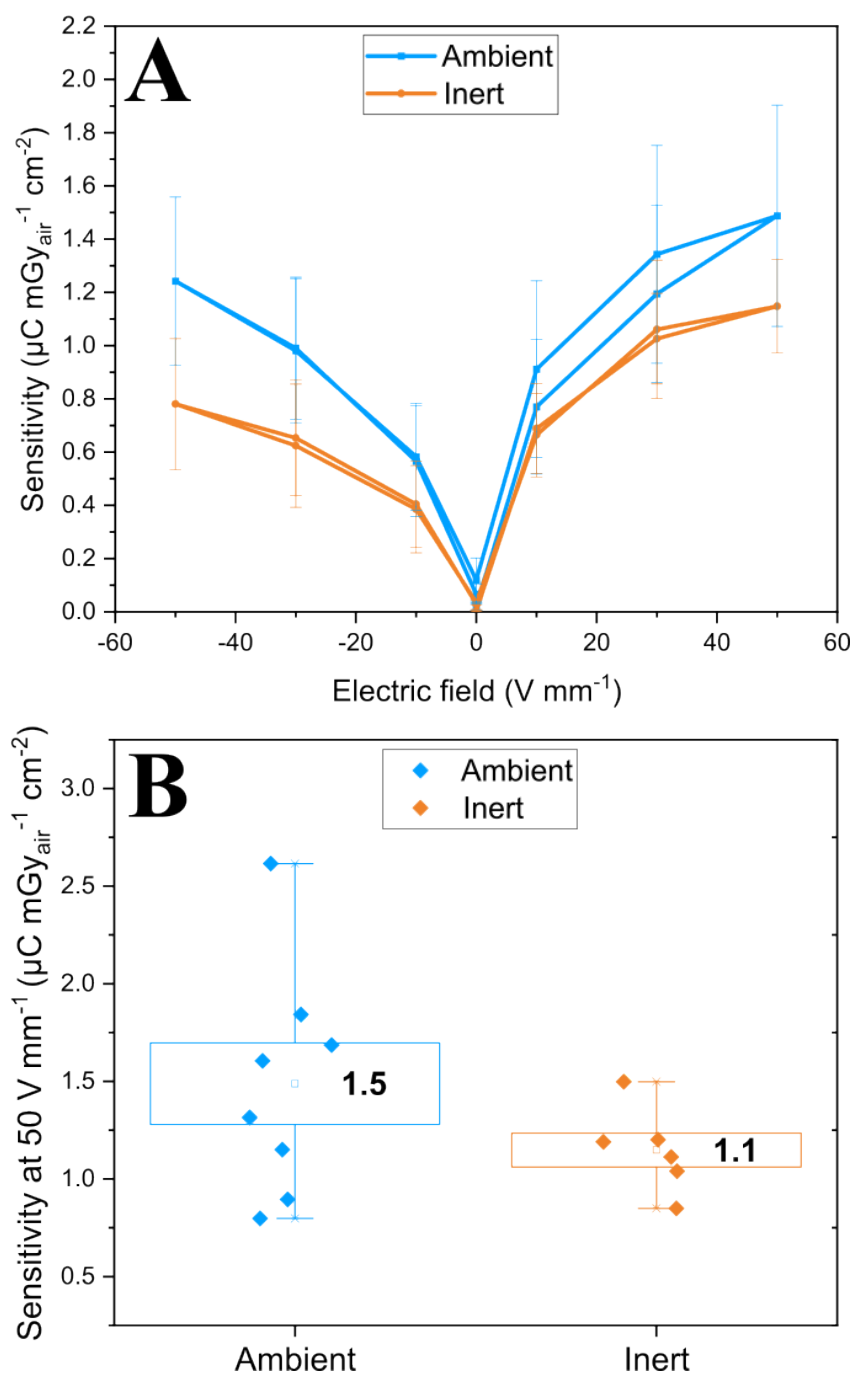 A
Ambient
Inert
2.2
2.0
1.8
1.6
1.4
1.2
1.0
0.8
0.6
0.4
0.2
0.0
Sensitivity (µC mGyair⁻¹ cm⁻²)
-60 -40 -20 0 20 40 60
Electric field (V mm⁻¹)
B
Ambient
Inert
3.0
2.5
2.0
1.5
1.0
0.5
Sensitivity at 50 V mm⁻¹ (µC mGyair⁻¹ cm⁻²)
1.5
1.1
Ambient Inert